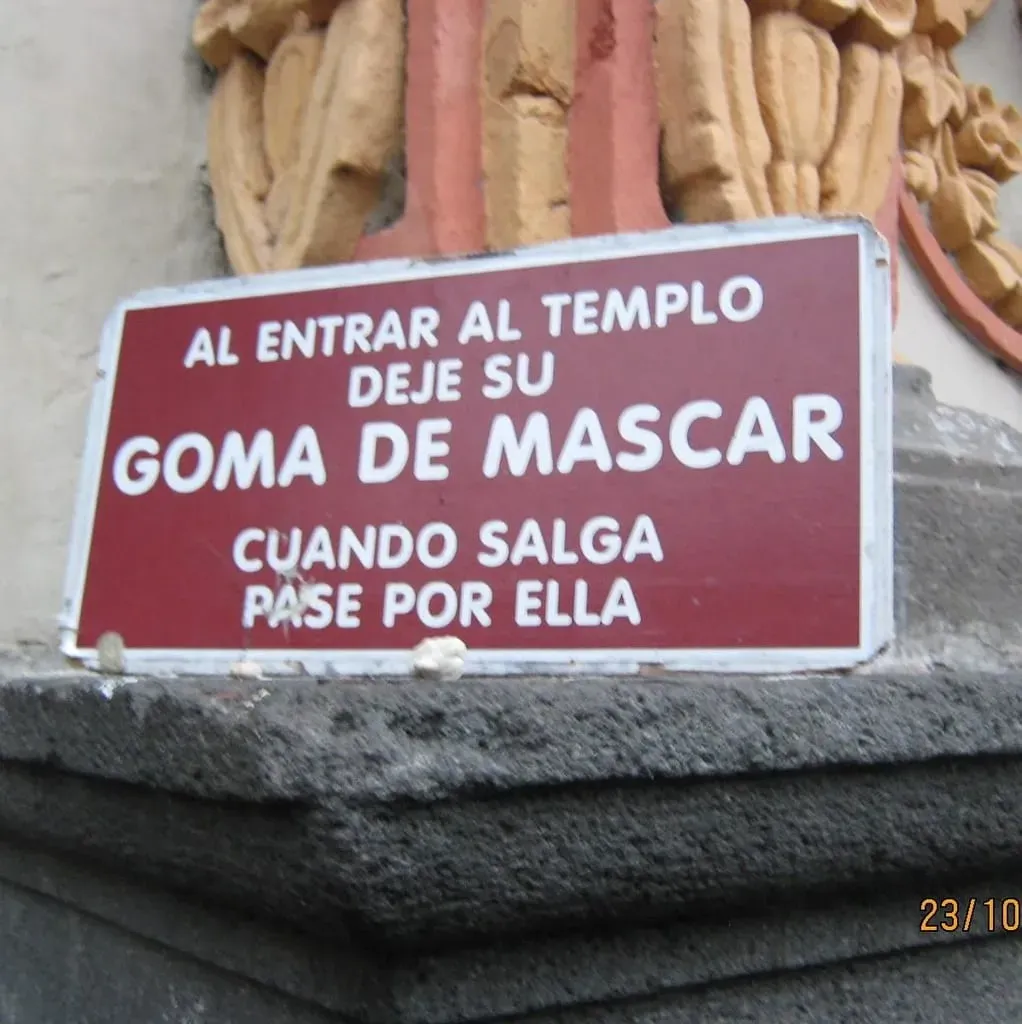 AL ENTRAR AL TEMPLO
DEJE SU
GOMA DE MASCAR
CUANDO SALGA
PASE POR ELLA
23/10